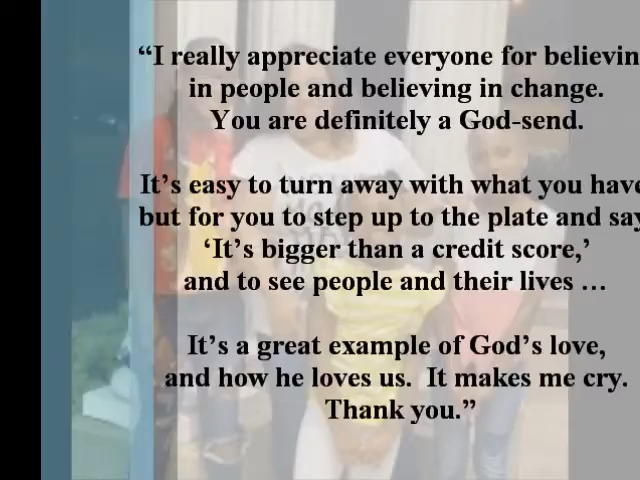 “I really appreciate everyone for believin
in people and believing in change.
You are definitely a God-send.
It’s easy to turn away with what you have
but for you to step up to the plate and say
‘It’s bigger than a credit score,’
and to see people and their lives …
It’s a great example of God’s love,
and how he loves us. It makes me cry.
Thank you.”